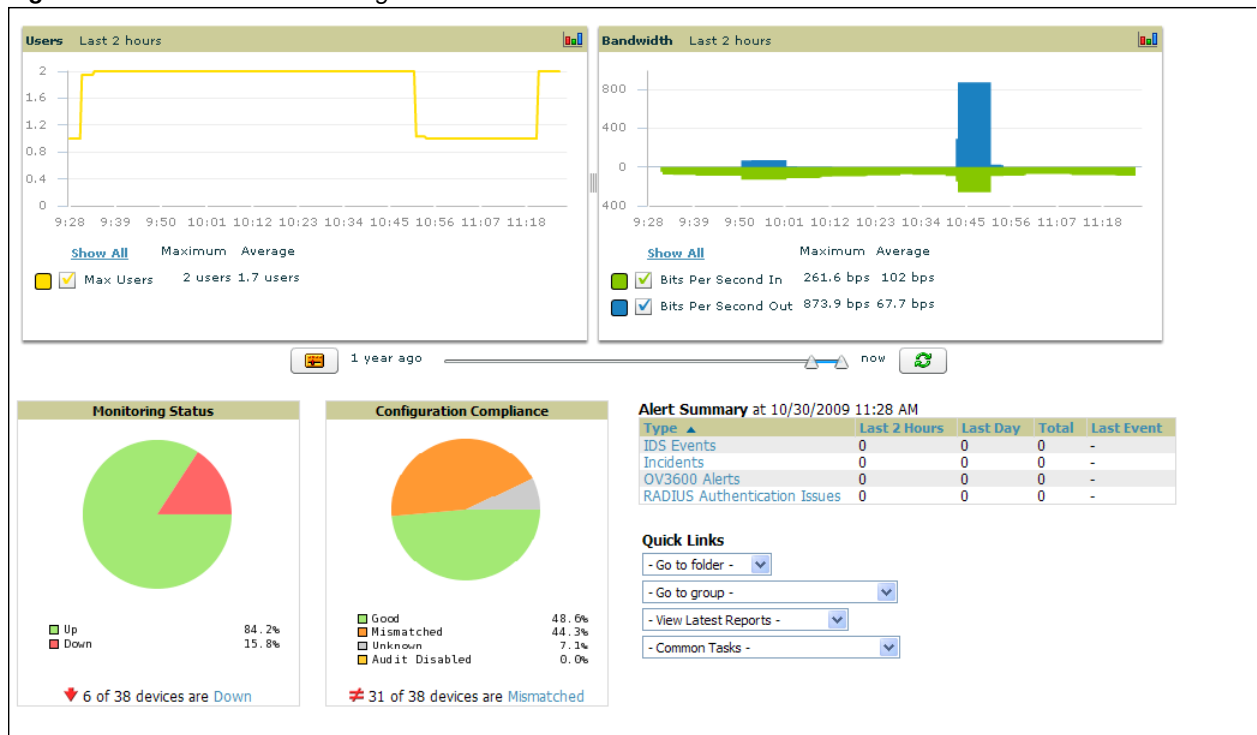 Users Last 2 hours
2
1.6
1.2
0.8
0.4
0
9:28 9:39 9:50 10:01 10:12 10:23 10:34 10:45 10:56 11:07 11:18
Show All Maximum Average
Max Users 2 users 1.7 users
Bandwidth Last 2 hours
800
400
0
400
9:28 9:39 9:50 10:01 10:12 10:23 10:34 10:45 10:56 11:07 11:18
Show All Maximum Average
Bits Per Second In 261.6 bps 102 bps
Bits Per Second Out 873.9 bps 67.7 bps
1 year ago now
Monitoring Status
Up 84.2%
Down 15.8%
6 of 38 devices are Down
Configuration Compliance
Good 48.6%
Mismatched 44.3%
Unknown 7.1%
Audit Disabled 0.0%
≠ 31 of 38 devices are Mismatched
Alert Summary at 10/30/2009 11:28 AM
Type ▲ Last 2 Hours Last Day Total Last Event
IDS Events 0 0 0 -
Incidents 0 0 0 -
OV3600 Alerts 0 0 0 -
RADIUS Authentication Issues 0 0 0 -
Quick Links
- Go to folder -
- Go to group -
- View Latest Reports -
- Common Tasks -